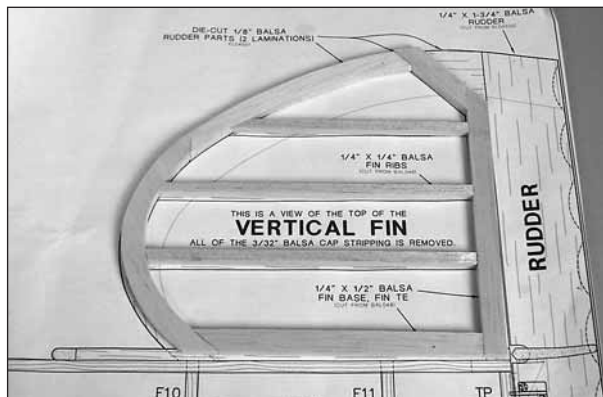 DIE-CUT 1/8" BALSA
RUDDER PARTS (2 LAMINATIONS)
1/4" X 1-3/4" BALSA
RUDDER
1/4" X 1/4" BALSA
FIN RIBS
THIS IS A VIEW OF THE TOP OF THE
VERTICAL FIN
ALL OF THE 3/32" BALSA CAP STRIPPING IS REMOVED.
RUDDER
1/4" X 1/2" BALSA
FIN BASE, FIN TE
F10
F11
TP